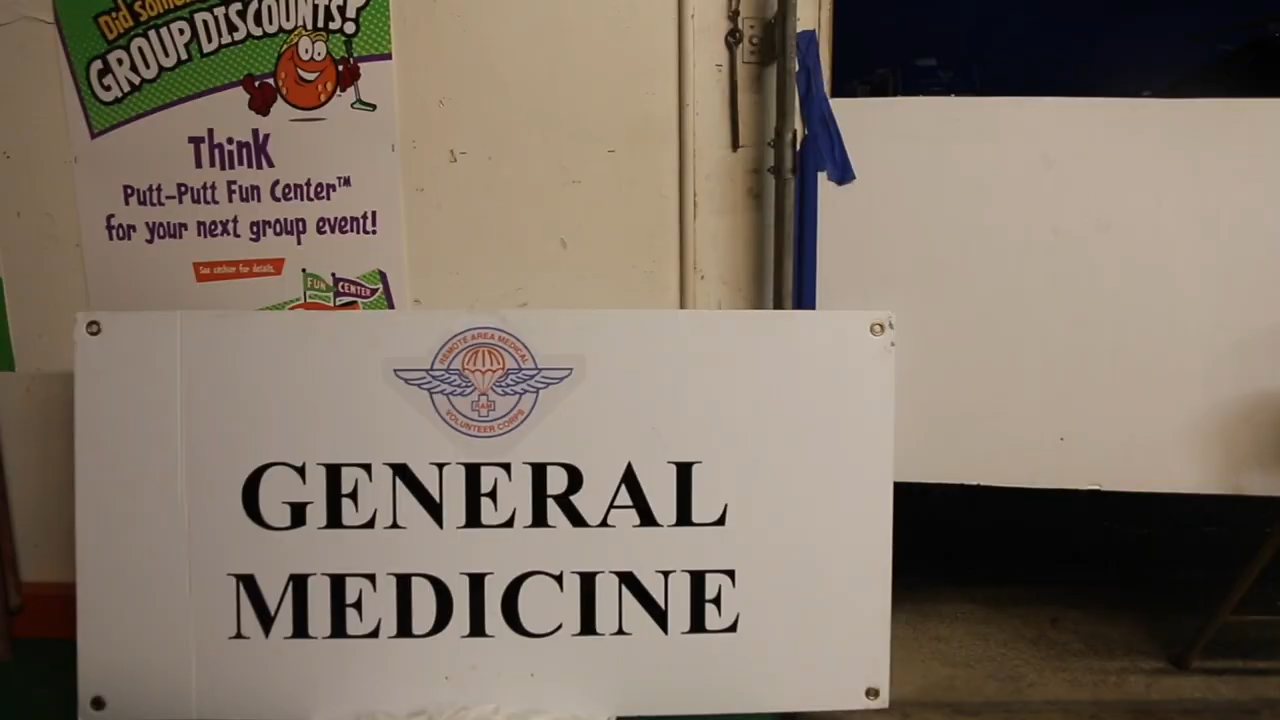 Did
GROUP DISCOUNTS?
Think
Putt-Putt Fun Center™
for your next group event!
See cashier for details.
FUN CENTER
REMOTE AREA MEDICAL
RAM
VOLUNTEER CORPS
GENERAL
MEDICINE